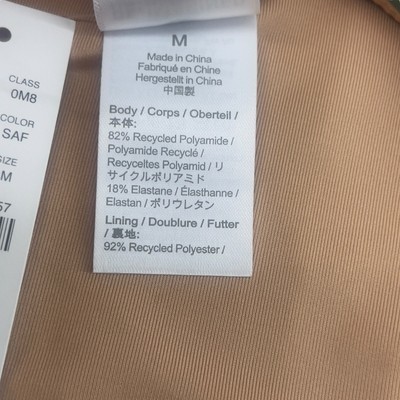 CLASS
0M8
COLOR
SAF
SIZE
M
57
M
Made in China
Fabriqué en Chine
Hergestellt in China
中国製
Body / Corps / Oberteil /
本体:
82% Recycled Polyamide /
Polyamide Recyclé /
Recyceltes Polyamid / リ
サイクルポリアミド
18% Elastane / Élasthanne /
Elastan / ポリウレタン
Lining / Doublure / Futter
/ 裏地:
92% Recycled Polyester /